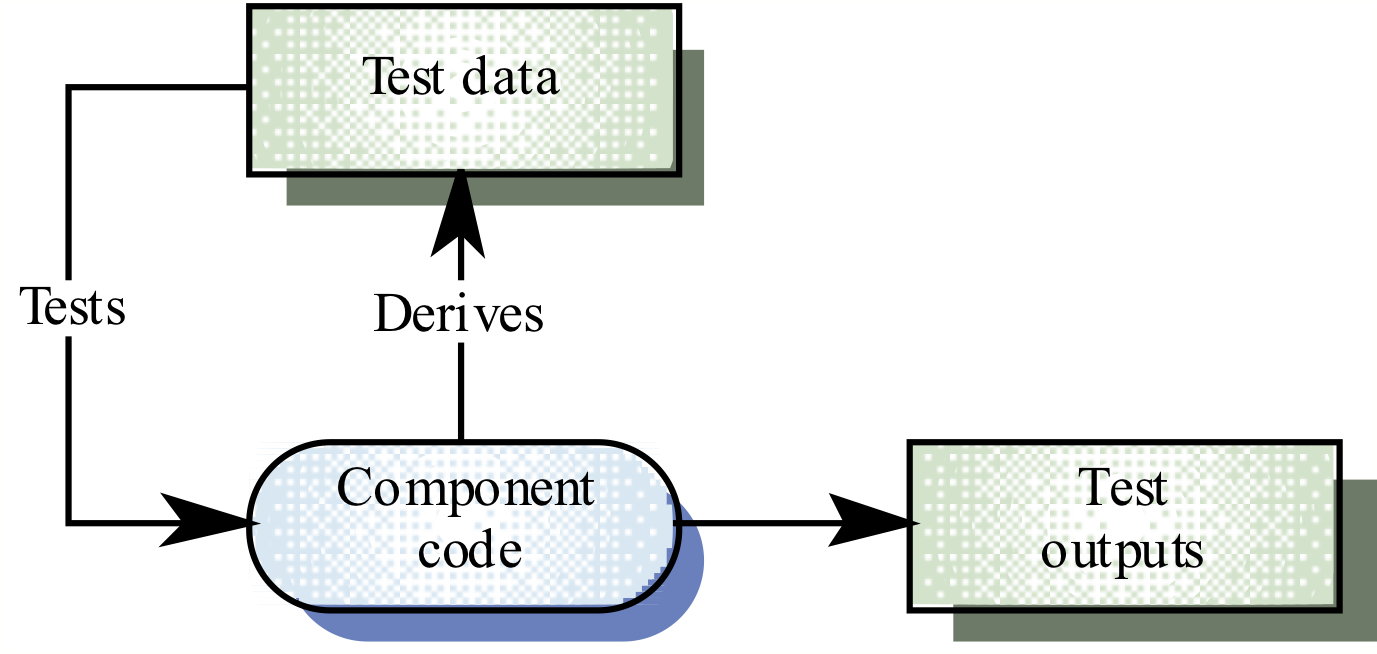 Test data
Tests
Derives
Component
code
Test
outputs